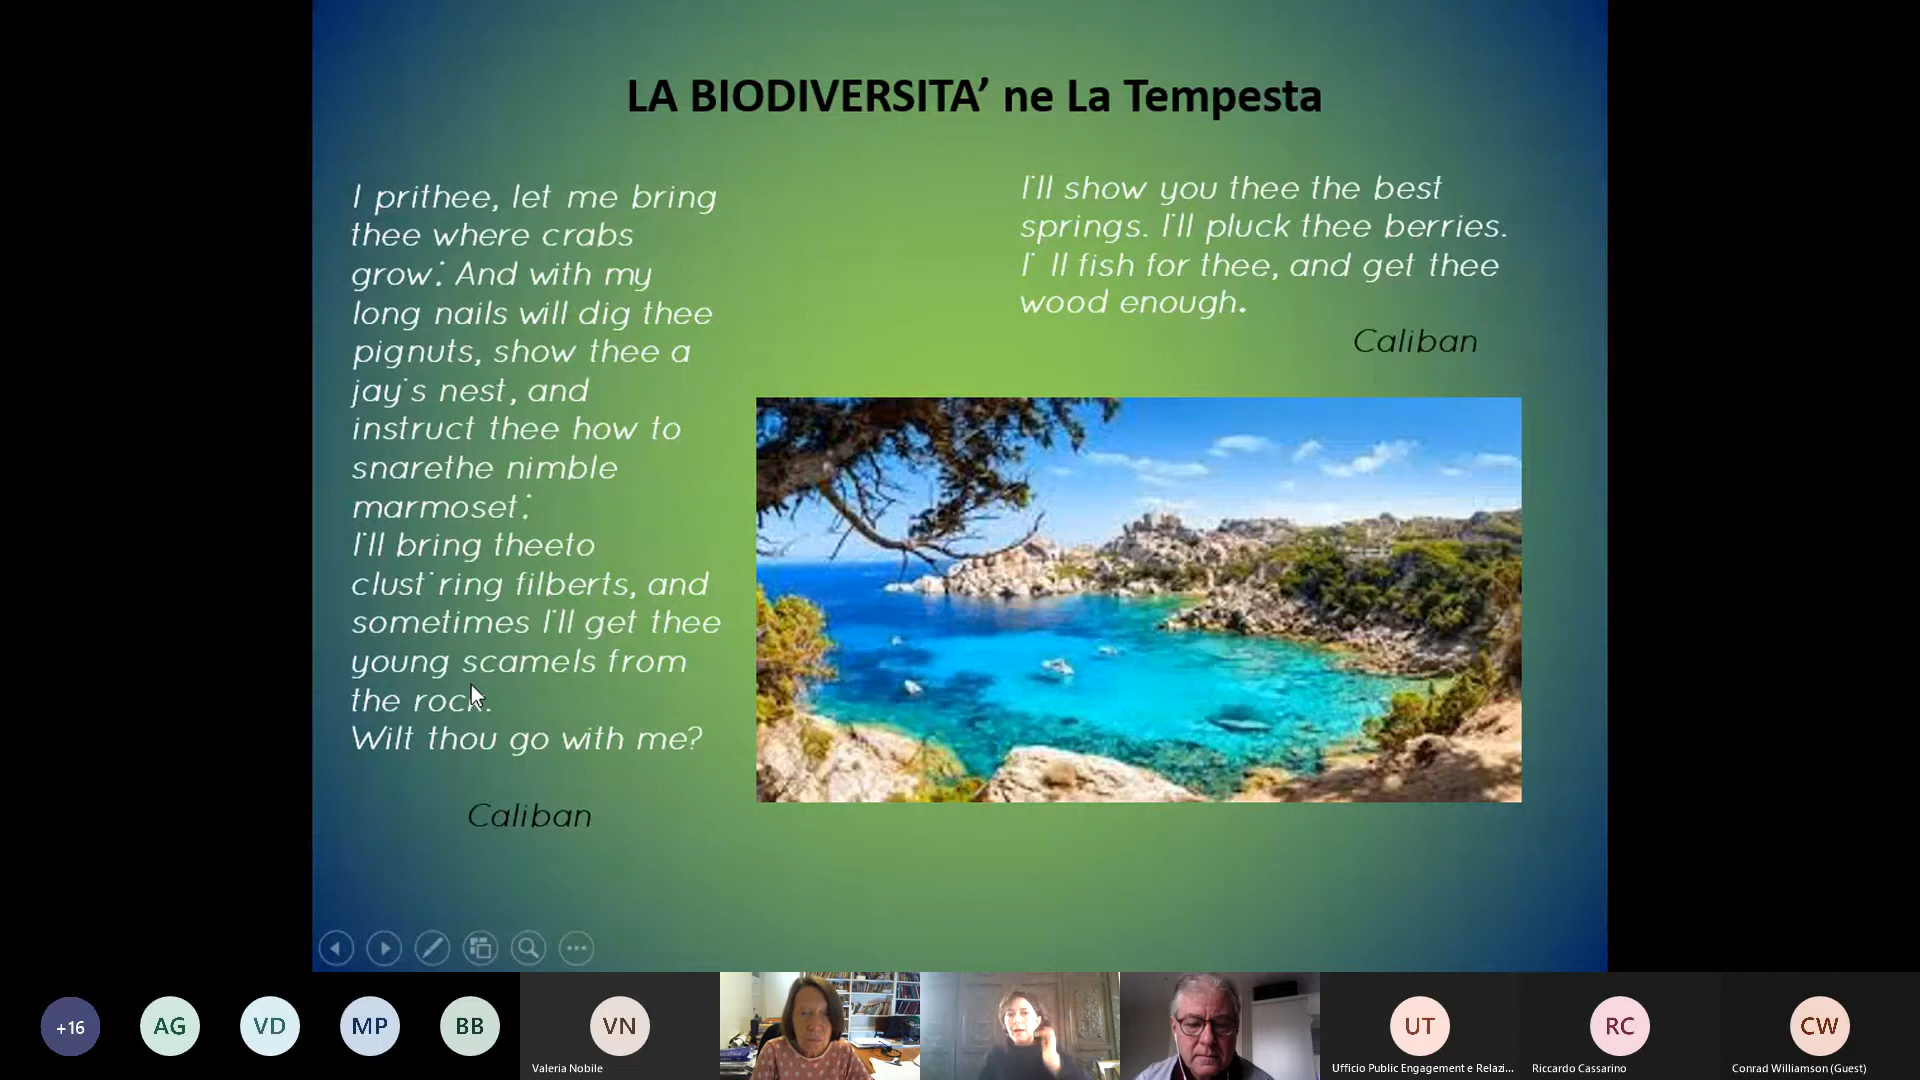 LA BIODIVERSITA’ ne La Tempesta
I prithee, let me bring
thee where crabs
grow; And with my
long nails will dig thee
pignuts, show thee a
jay's nest, and
instruct thee how to
snarethe nimble
marmoset;
I'll bring theeto
clust'ring filberts, and
sometimes I'll get thee
young scamels from
the rock.
Wilt thou go with me?
Caliban
I'll show you thee the best
springs. I'll pluck thee berries.
I' ll fish for thee, and get thee
wood enough.
Caliban
+16
AG
VD
MP
BB
VN
Valeria Nobile
UT
Ufficio Public Engagement e Relazi...
RC
Riccardo Cassarino
CW
Conrad Williamson (Guest)